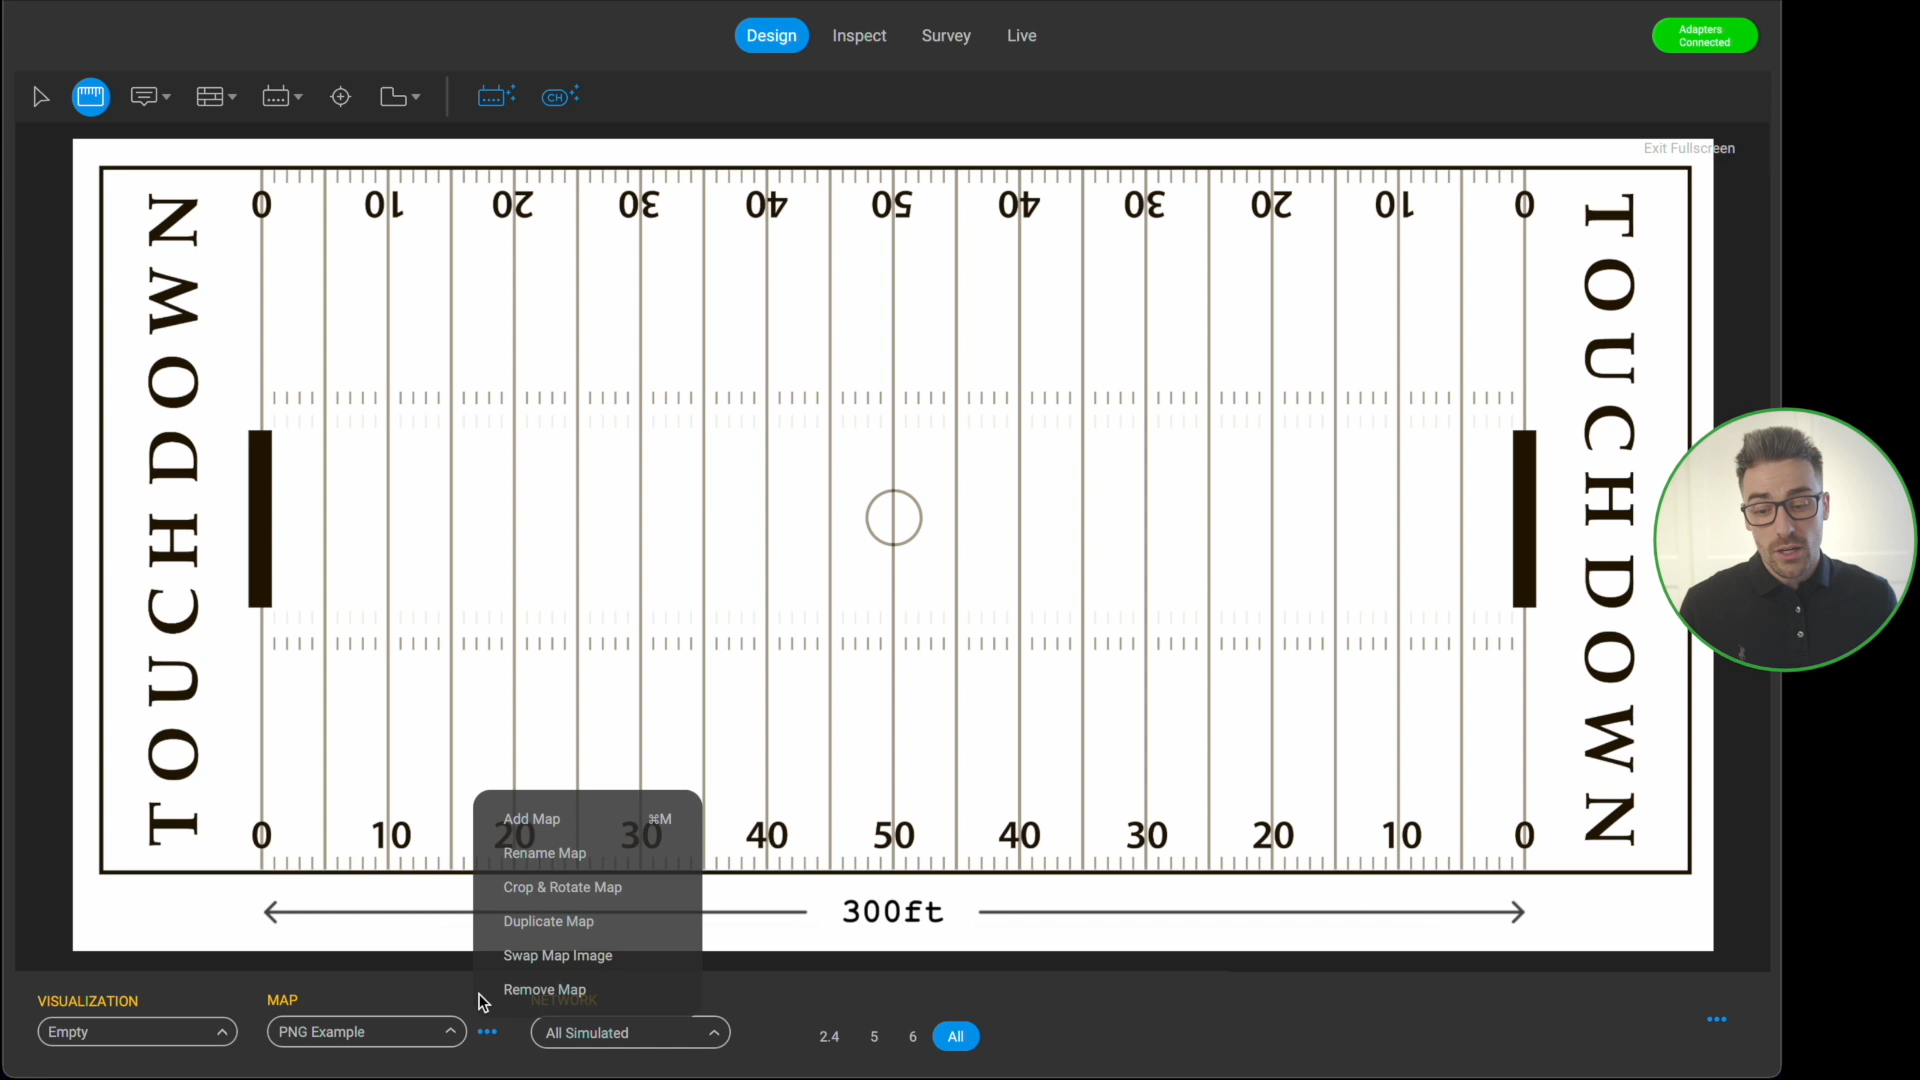 Design Inspect Survey Live
Adapters
Connected
CH
Exit Fullscreen
0 10 20 30 40 50 40 30 20 10 0
TOUCHDOWN
TOUCHDOWN
0 10 20 30 40 50 40 30 20 10 0
300ft
Add Map ⌘M
Rename Map
Crop & Rotate Map
Duplicate Map
Swap Map Image
Remove Map
VISUALIZATION MAP NETWORK
Empty PNG Example All Simulated 2.4 5 6 All